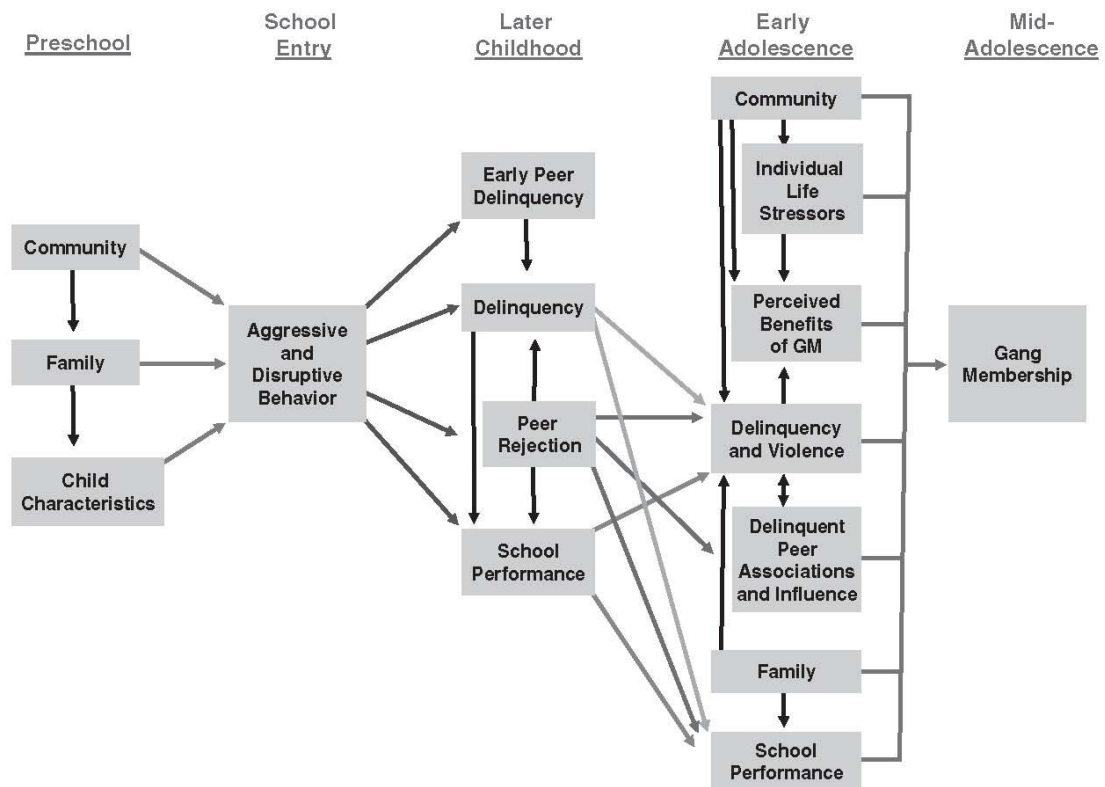 Preschool
School
Entry
Later
Childhood
Early
Adolescence
Mid-
Adolescence
Community
Family
Child
Characteristics
Aggressive
and
Disruptive
Behavior
Early Peer
Delinquency
Delinquency
Peer
Rejection
School
Performance
Community
Individual
Life
Stressors
Perceived
Benefits
of GM
Delinquency
and Violence
Delinquent
Peer
Associations
and Influence
Family
School
Performance
Gang
Membership